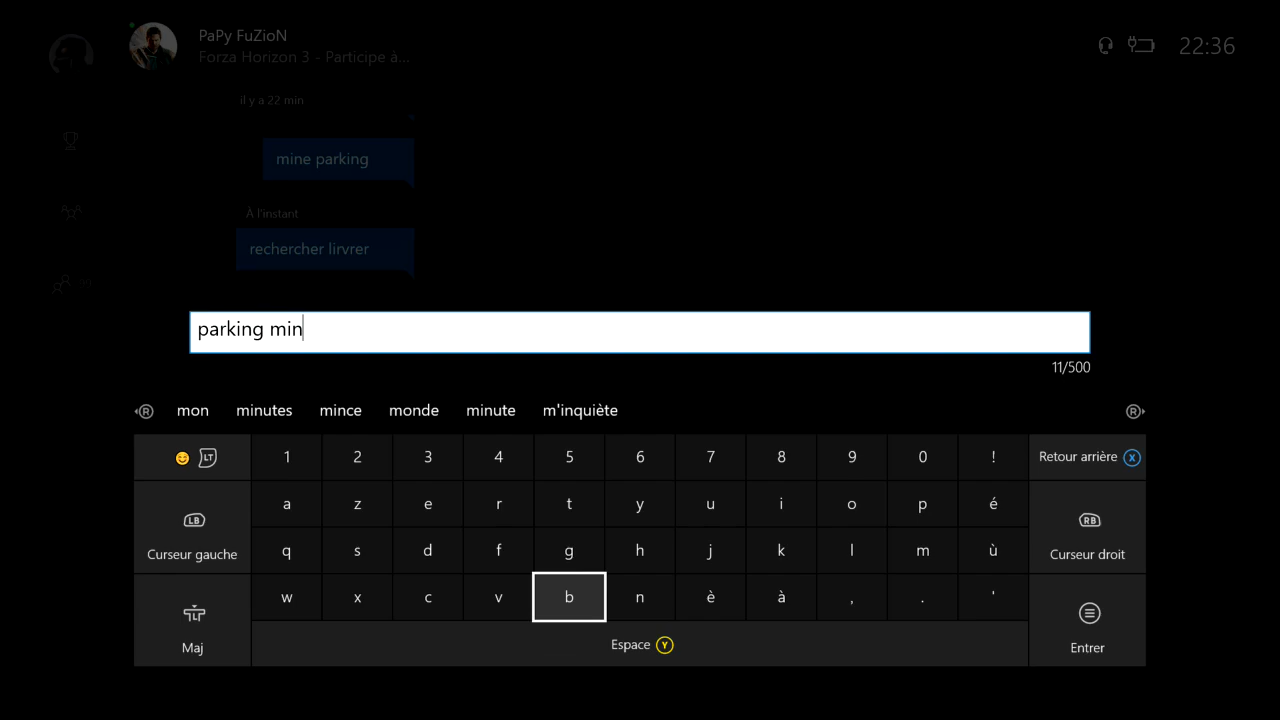 PaPy FuZioN
Forza Horizon 3 - Participe à...
22:36
il y a 22 min
mine parking
À l'instant
rechercher lirvrer
parking min
11/500
R mon minutes mince monde minute m'inquiète R
LT 1 2 3 4 5 6 7 8 9 0 ! Retour arrière X
a z e r t y u i o p é
LB RB
Curseur gauche q s d f g h j k l m ù Curseur droit
w x c v b n è à , . '
LT
Maj Espace Y Entrer